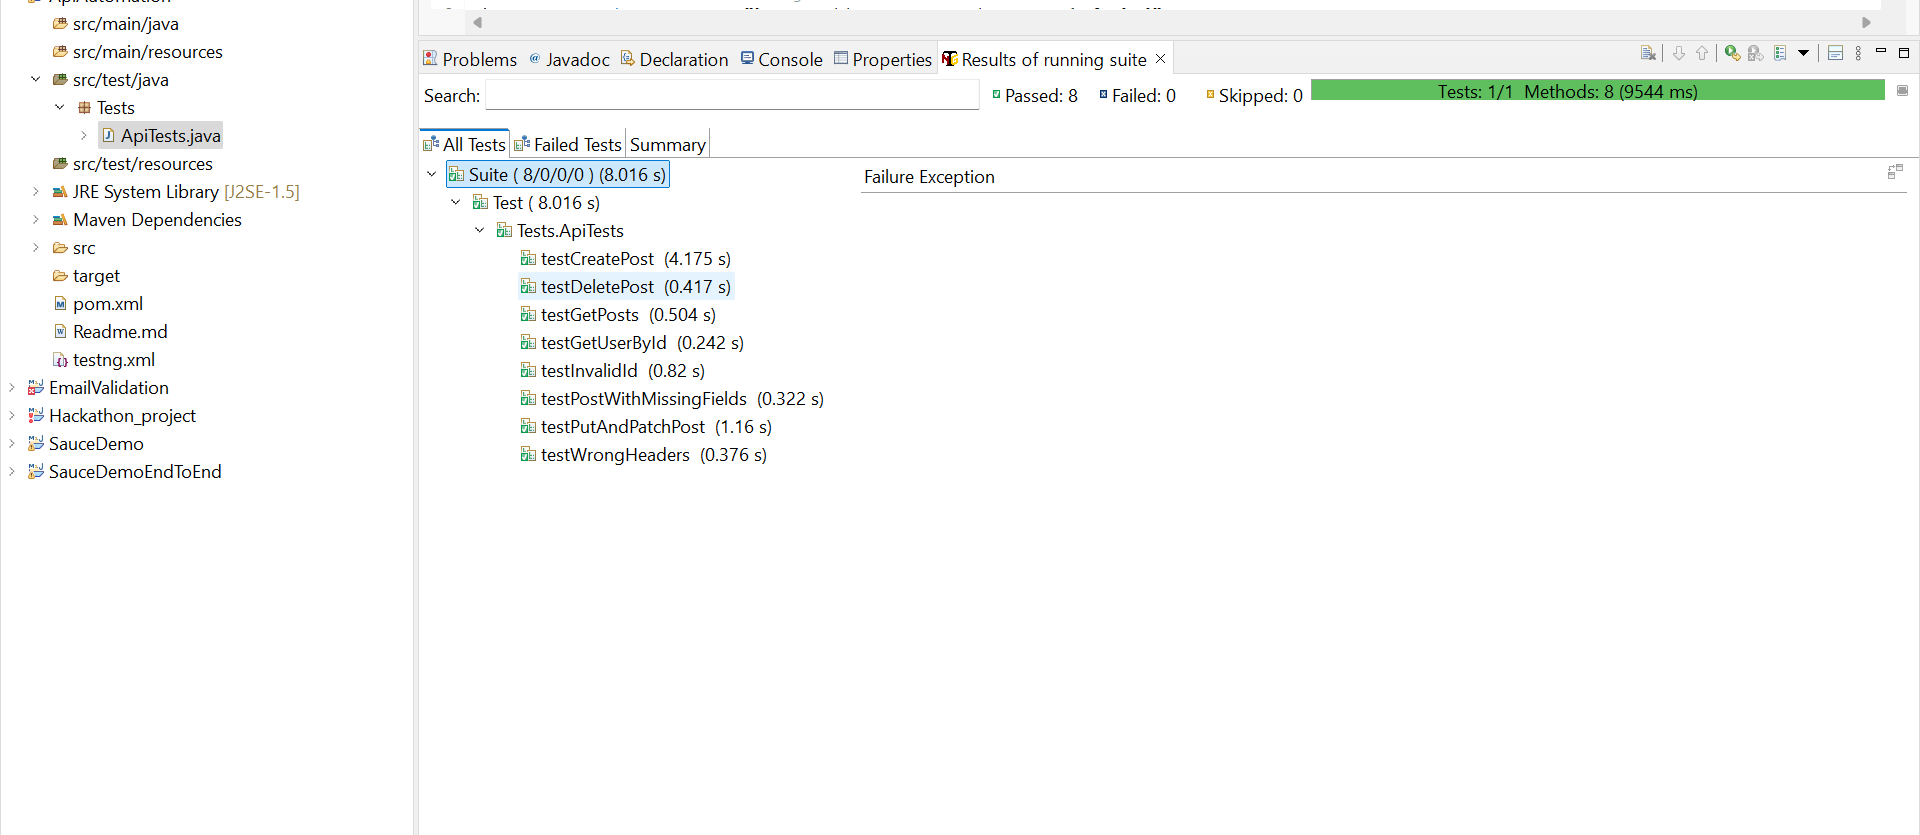 ApiAutomation
src/main/java
src/main/resources
src/test/java
Tests
ApiTests.java
src/test/resources
JRE System Library [J2SE-1.5]
Maven Dependencies
src
target
pom.xml
Readme.md
testng.xml
EmailValidation
Hackathon_project
SauceDemo
SauceDemoEndToEnd
Problems @ Javadoc Declaration Console Properties Results of running suite
Search: Passed: 8 Failed: 0 Skipped: 0 Tests: 1/1 Methods: 8 (9544 ms)
All Tests Failed Tests Summary
Suite ( 8/0/0/0 ) (8.016 s)
Test ( 8.016 s)
Tests.ApiTests
testCreatePost (4.175 s)
testDeletePost (0.417 s)
testGetPosts (0.504 s)
testGetUserById (0.242 s)
testInvalidId (0.82 s)
testPostWithMissingFields (0.322 s)
testPutAndPatchPost (1.16 s)
testWrongHeaders (0.376 s)
Failure Exception